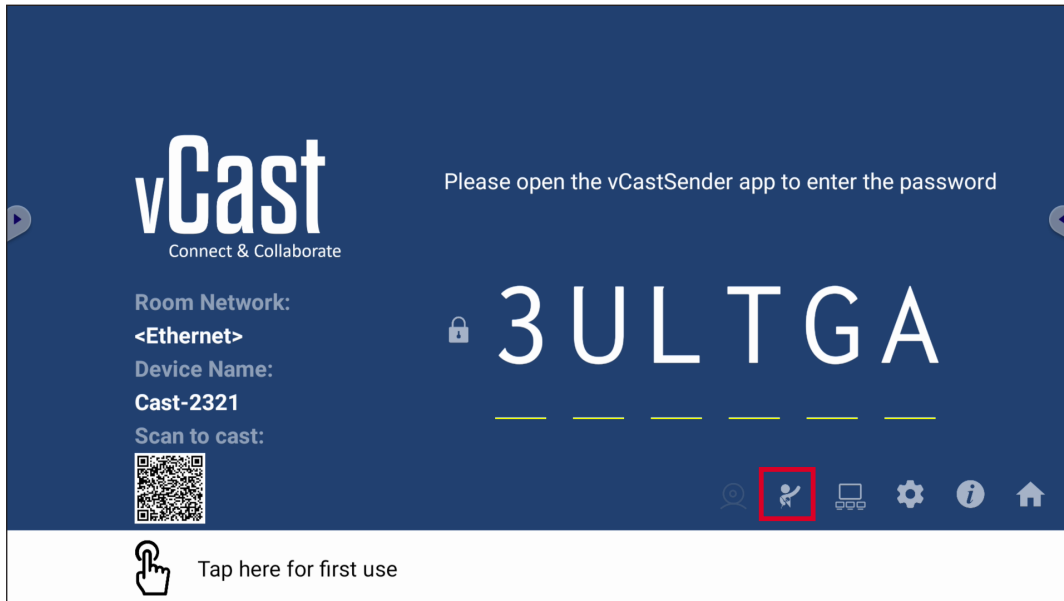 vCast
Connect & Collaborate
Please open the vCastSender app to enter the password
Room Network:
<Ethernet>
Device Name:
Cast-2321
Scan to cast:
3ULTGA
Tap here for first use